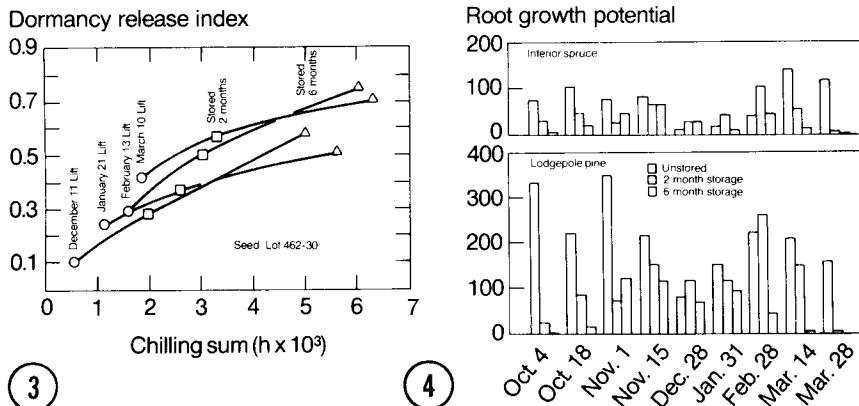 Dormancy release index
0.9
0.7
0.5
0.3
0.1
0 1 2 3 4 5 6 7
December 11 Lift
January 21 Lift
February 13 Lift
March 10 Lift
Stored
2 months
Stored
6 months
Seed Lot 462-30
Chilling sum (h x 10³)
3
Root growth potential
200
100
0
Interior spruce
400
300
200
100
0
Lodgepole pine
Unstored
2 month storage
6 month storage
Oct 4
Oct 18
Nov. 1
Nov. 15
Dec. 28
Jan. 31
Feb. 28
Mar. 14
Mar. 28
4